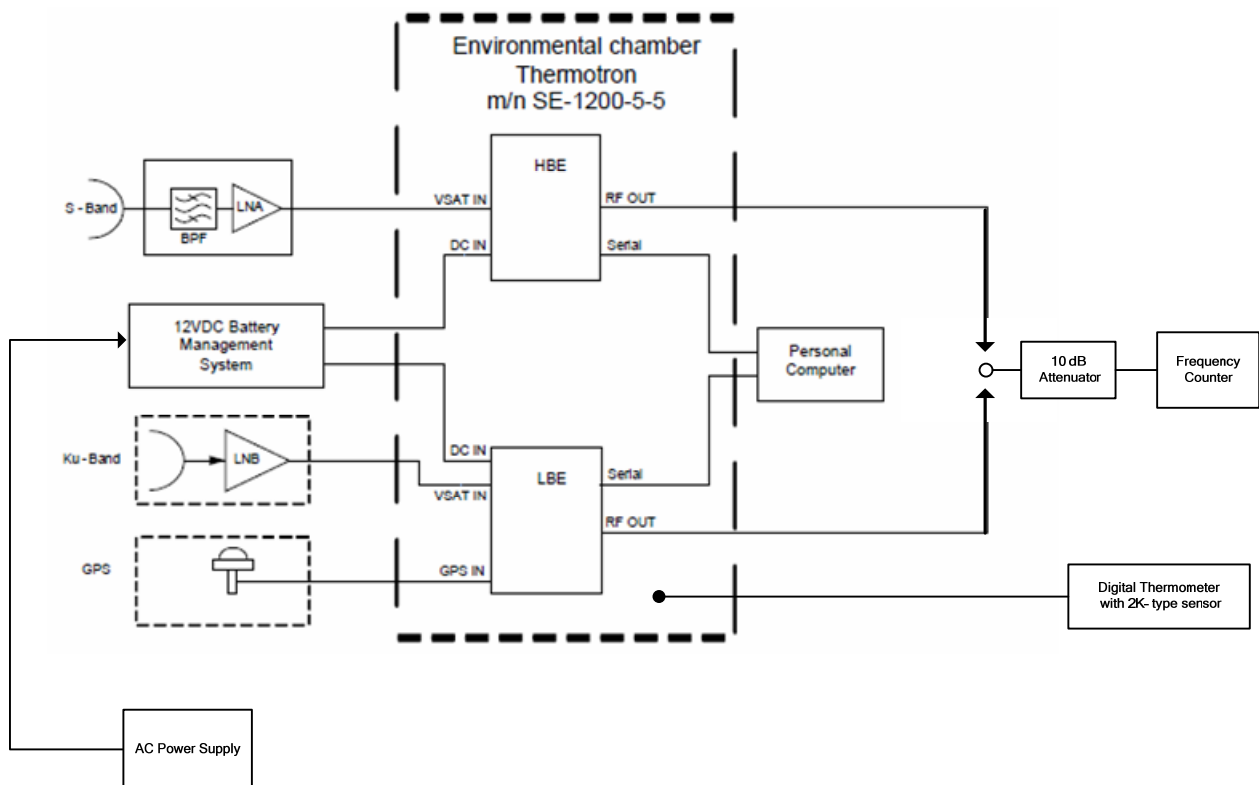 Environmental chamber
Thermotron
m/n SE-1200-5-5
HBE
VSAT IN
RF OUT
DC IN
Serial
S - Band
BPF
LNA
12VDC Battery
Management
System
Personal
Computer
10 dB
Attenuator
Frequency
Counter
Ku - Band
LNB
DC IN
VSAT IN
LBE
Serial
RF OUT
GPS
GPS IN
Digital Thermometer
with 2K- type sensor
AC Power Supply